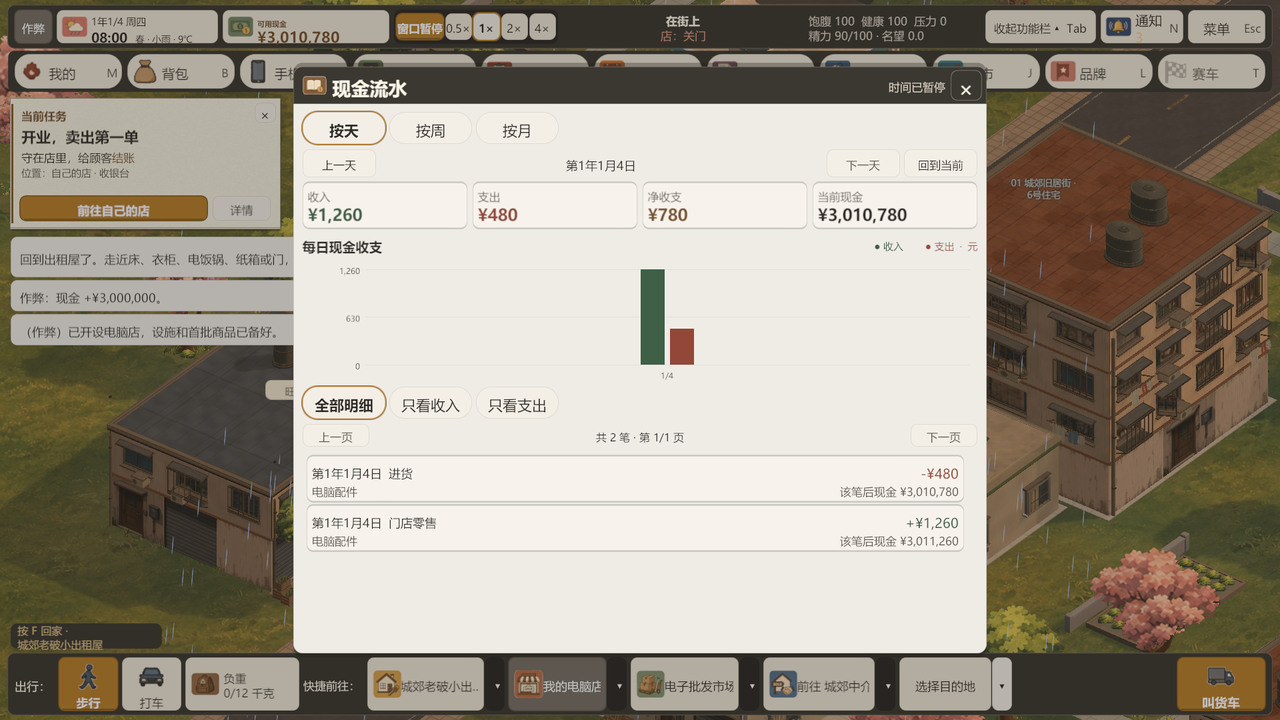 作弊
1年1/4 周四
08:00 春 · 小雨 · 9℃
可用现金
¥3,010,780
窗口暂停
0.5×
1×
2×
4×
在街上
店：关门
饱腹 100 健康 100 压力 0
精力 90/100 · 名望 0.0
收起功能栏 Tab
通知
3
N
菜单 Esc
我的 M
背包 B
手
市 J
品牌 L
赛车 T
现金流水
时间已暂停
×
当前任务
×
开业，卖出第一单
守在店里，给顾客结账
位置：自己的店 · 收银台
前往自己的店
详情
回到出租屋了。走近床、衣柜、电饭锅、纸箱或门，
作弊：现金 +¥3,000,000。
（作弊）已开设电脑店，设施和首批商品已备好。
按天
按周
按月
上一天
第1年1月4日
下一天
回到当前
收入
¥1,260
支出
¥480
净收支
¥780
当前现金
¥3,010,780
每日现金收支
收入
支出 · 元
1,260
630
0
1/4
全部明细
只看收入
只看支出
上一页
共 2 笔 · 第 1/1 页
下一页
第1年1月4日 进货
-¥480
电脑配件
该笔后现金 ¥3,010,780
第1年1月4日 门店零售
+¥1,260
电脑配件
该笔后现金 ¥3,011,260
01 城郊旧居街 ·
6号住宅
旺
按 F 回家 ·
城郊老破小出租屋
出行：
步行
打车
负重
0/12 千克
快捷前往：
城郊老破小出..
我的电脑店
电子批发市场
前往 城郊中介
选择目的地
叫货车